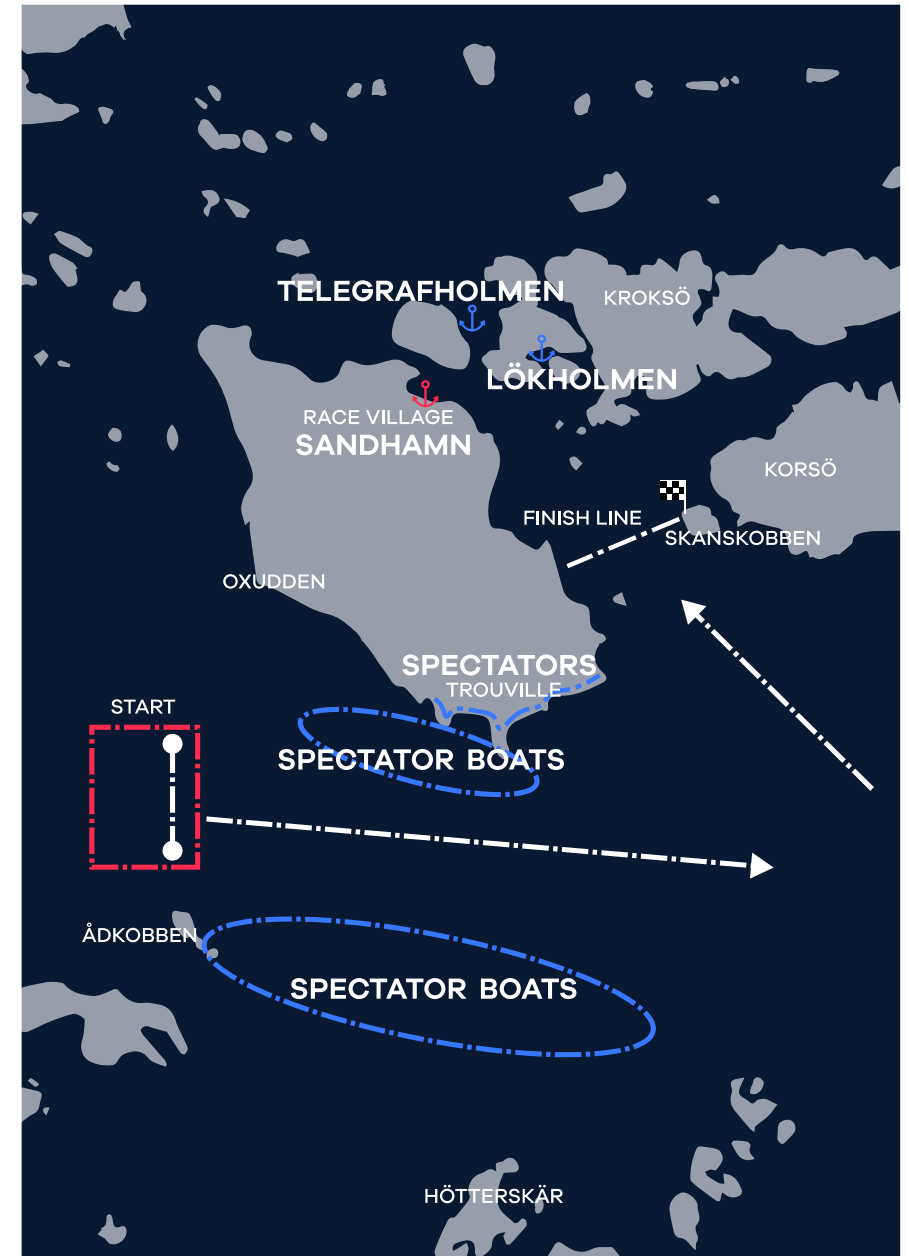 TELEGRAFHOLMEN
KROKSÖ
LÖKHOLMEN
RACE VILLAGE
SANDHAMN
KORSÖ
FINISH LINE
SKANSKOBBEN
OXUDDEN
SPECTATORS
TROUVILLE
START
SPECTATOR BOATS
ÅDKOBBEN
SPECTATOR BOATS
HÖTTERSKÄR